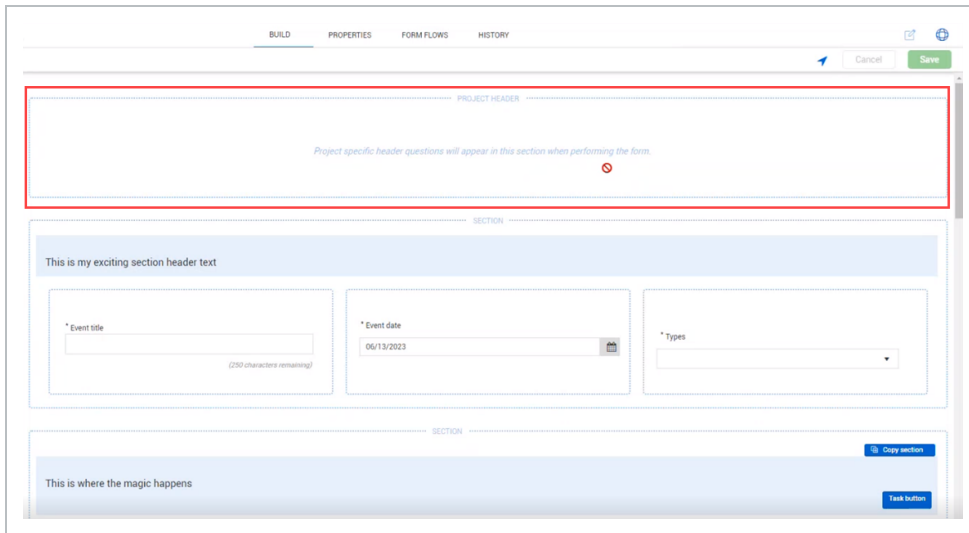 BUILD PROPERTIES FORM FLOWS HISTORY
Cancel Save
PROJECT HEADER
Project specific header questions will appear in this section when performing the form.
SECTION
This is my exciting section header text
* Event title
(250 characters remaining)
* Event date
06/13/2023
* Types
SECTION
Copy section
This is where the magic happens
Task button